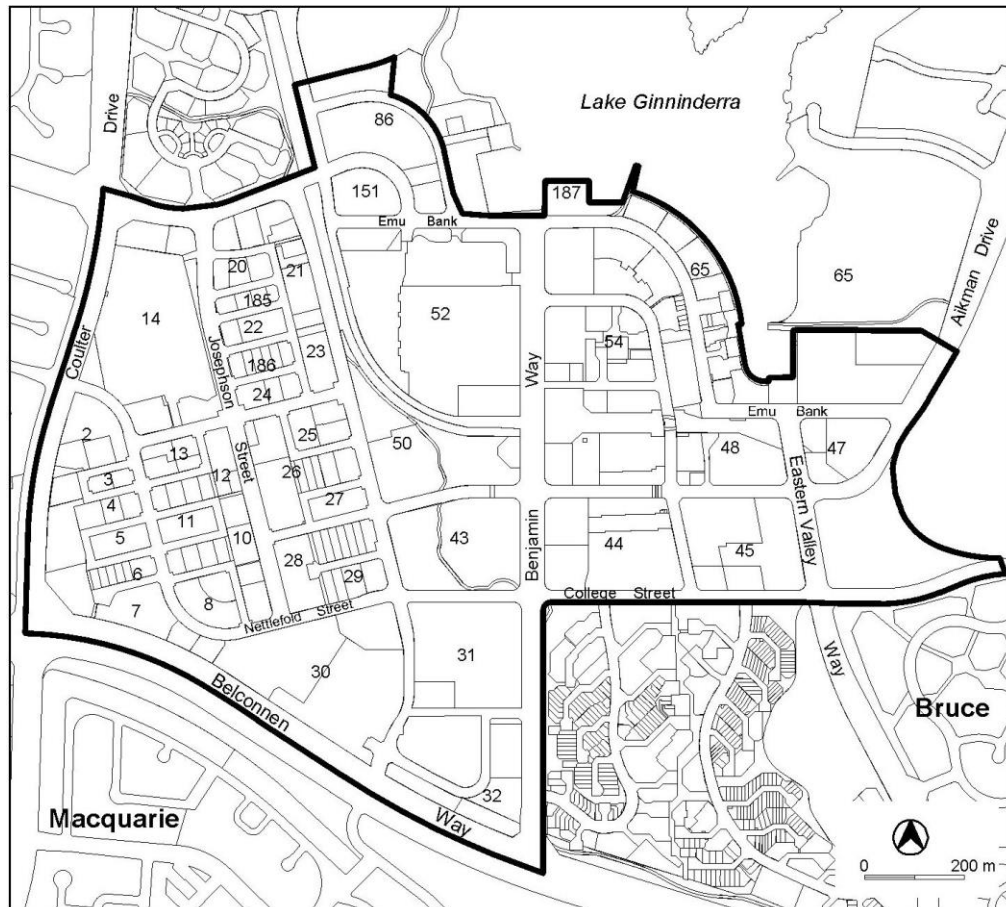 Lake Ginninderra
Drive
86
151
187
Emu Bank
65
65
Aikman Drive
20
21
185
22
14
52
Coulter
Josephson
23
54
186
24
Way
Emu Bank
2
25
50
13
48
47
3
Street
26
12
4
27
Eastern Valley
11
5
10
43
Benjamin
44
45
28
6
29
8
7
College Street
Nettlefold Street
30
31
Way
Belconnen
Bruce
32
Macquarie
Way
0 200 m